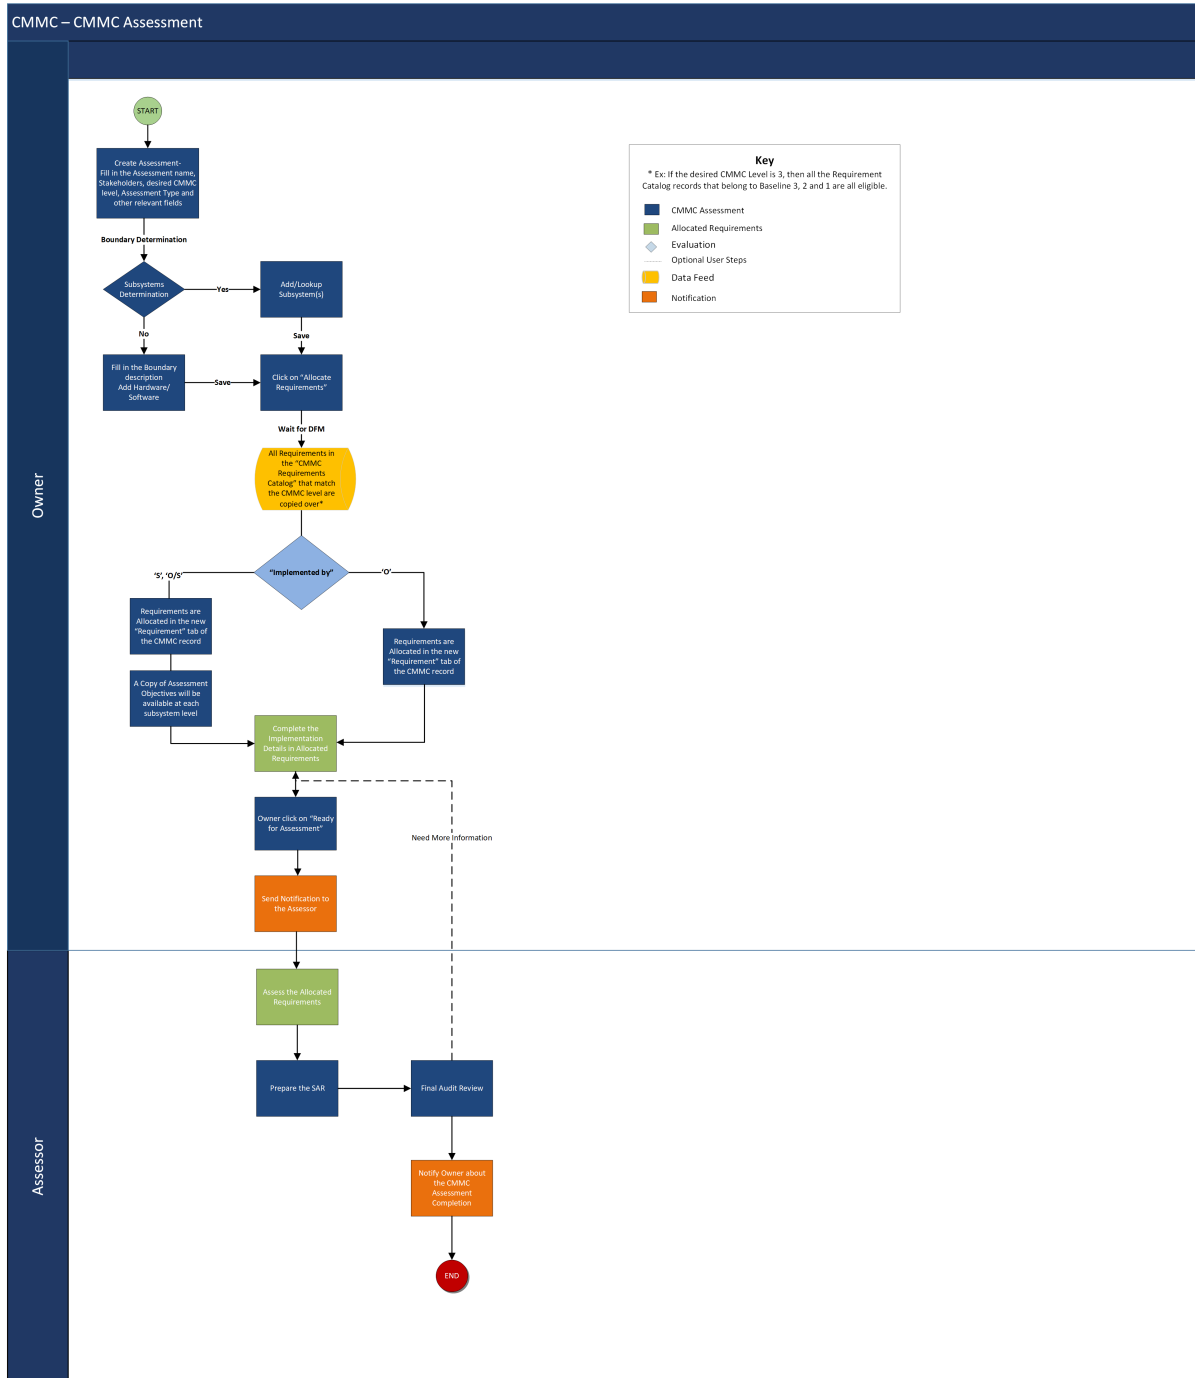 CMMC – CMMC Assessment
START
Create Assessment-
Fill in the Assessment name,
Stakeholders, desired CMMC
level, Assessment Type and
other relevant fields
Key
* Ex: If the desired CMMC Level is 3, then all the Requirement
Catalog records that belong to Baseline 3, 2 and 1 are all eligible.
CMMC Assessment
Allocated Requirements
Evaluation
Optional User Steps
Data Feed
Notification
Boundary Determination
Subsystems
Determination
Yes
Add/Lookup
Subsystem(s)
No
Save
Fill in the Boundary
description
Add Hardware/
Software
Save
Click on “Allocate
Requirements”
Wait for DFM
All Requirements in
the “CMMC
Requirements
Catalog” that match
the CMMC level are
copied over*
Owner
“Implemented by”
‘S’, ‘O/S’
‘O’
Requirements are
Allocated in the new
“Requirement” tab of
the CMMC record
Requirements are
Allocated in the new
“Requirement” tab of
the CMMC record
A Copy of Assessment
Objectives will be
available at each
subsystem level
Complete the
Implementation
Details in Allocated
Requirements
Owner click on “Ready
for Assessment”
Need More Information
Send Notification to
the Assessor
Assessor
Assess the Allocated
Requirements
Prepare the SAR
Final Audit Review
Notify Owner about
the CMMC
Assessment
Completion
END